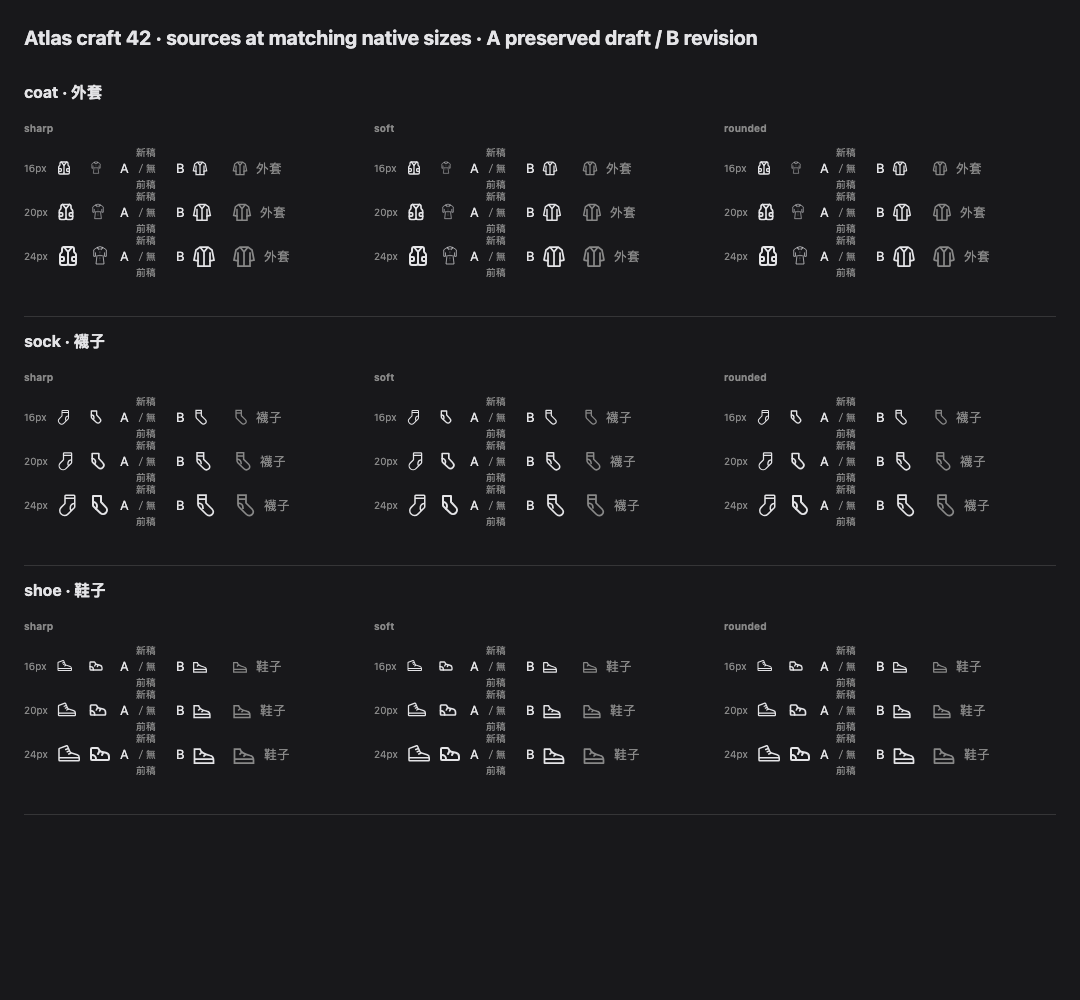 Atlas craft 42 · sources at matching native sizes · A preserved draft / B revision
coat · 外套
sharp soft rounded
16px A 新稿 / 無前稿 B 外套 16px A 新稿 / 無前稿 B 外套 16px A 新稿 / 無前稿 B 外套
20px A 新稿 / 無前稿 B 外套 20px A 新稿 / 無前稿 B 外套 20px A 新稿 / 無前稿 B 外套
24px A 新稿 / 無前稿 B 外套 24px A 新稿 / 無前稿 B 外套 24px A 新稿 / 無前稿 B 外套
sock · 襪子
sharp soft rounded
16px A 新稿 / 無前稿 B 襪子 16px A 新稿 / 無前稿 B 襪子 16px A 新稿 / 無前稿 B 襪子
20px A 新稿 / 無前稿 B 襪子 20px A 新稿 / 無前稿 B 襪子 20px A 新稿 / 無前稿 B 襪子
24px A 新稿 / 無前稿 B 襪子 24px A 新稿 / 無前稿 B 襪子 24px A 新稿 / 無前稿 B 襪子
shoe · 鞋子
sharp soft rounded
16px A 新稿 / 無前稿 B 鞋子 16px A 新稿 / 無前稿 B 鞋子 16px A 新稿 / 無前稿 B 鞋子
20px A 新稿 / 無前稿 B 鞋子 20px A 新稿 / 無前稿 B 鞋子 20px A 新稿 / 無前稿 B 鞋子
24px A 新稿 / 無前稿 B 鞋子 24px A 新稿 / 無前稿 B 鞋子 24px A 新稿 / 無前稿 B 鞋子